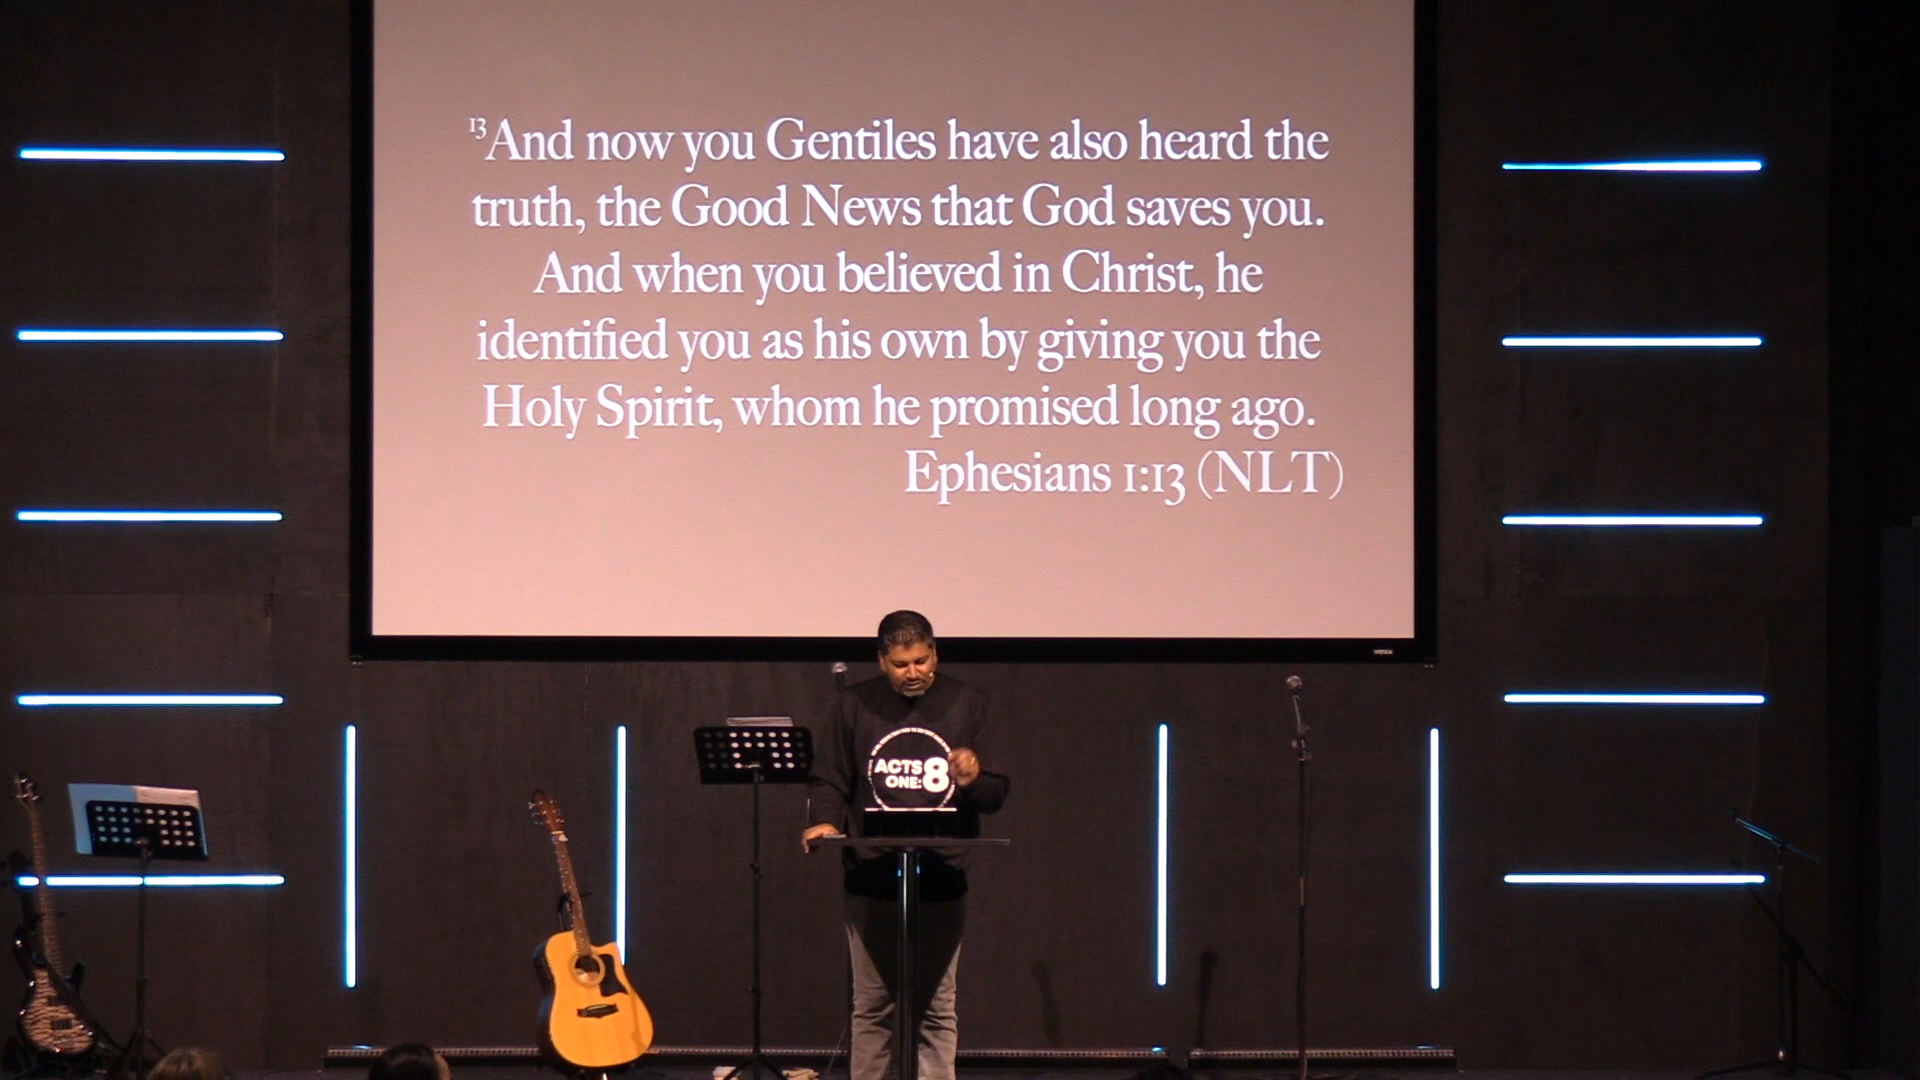 13And now you Gentiles have also heard the
truth, the Good News that God saves you.
And when you believed in Christ, he
identified you as his own by giving you the
Holy Spirit, whom he promised long ago.
Ephesians 1:13 (NLT)
ACTS
ONE:8